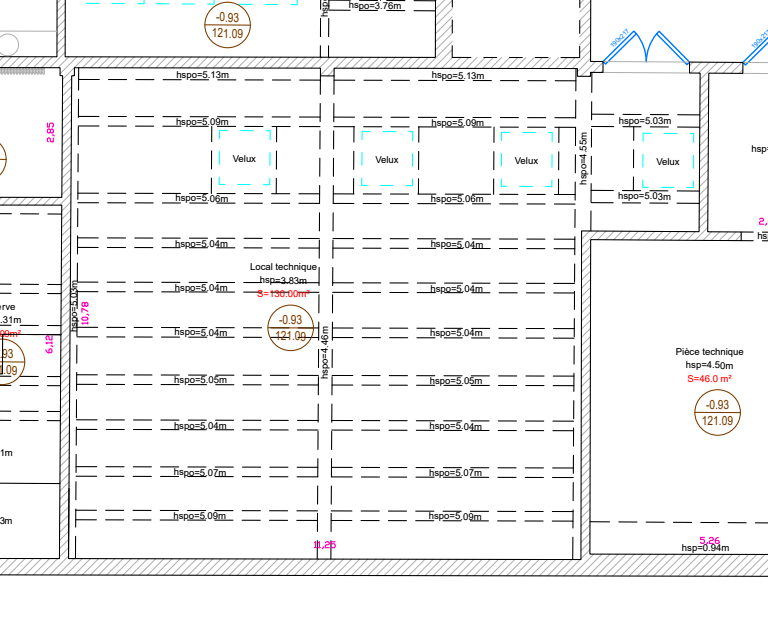 hspo=3.76m
-0.93
121.09
190x217
hspo=5.13m
hspo=5.13m
hspo=5.09m
hspo=5.09m
hspo=5.03m
2,85
Velux
Velux
Velux
Velux
hspo=4.55m
hspo=5.06m
hspo=5.06m
hspo=5.03m
hspo=5.04m
hspo=5.04m
Local technique
hsp=3.83m
S=130.00m²
hspo=5.04m
hspo=5.04m
-0.93
121.09
hspo=5.03m
10,78
hspo=5.04m
hspo=5.04m
hspo=4.46m
6,12
.31m
hspo=5.05m
hspo=5.05m
Pièce technique
hsp=4.50m
S=46.0 m²
-0.93
121.09
hspo=5.04m
hspo=5.04m
hspo=5.07m
hspo=5.07m
hspo=5.09m
hspo=5.09m
11,25
5,26
hsp=0.94m